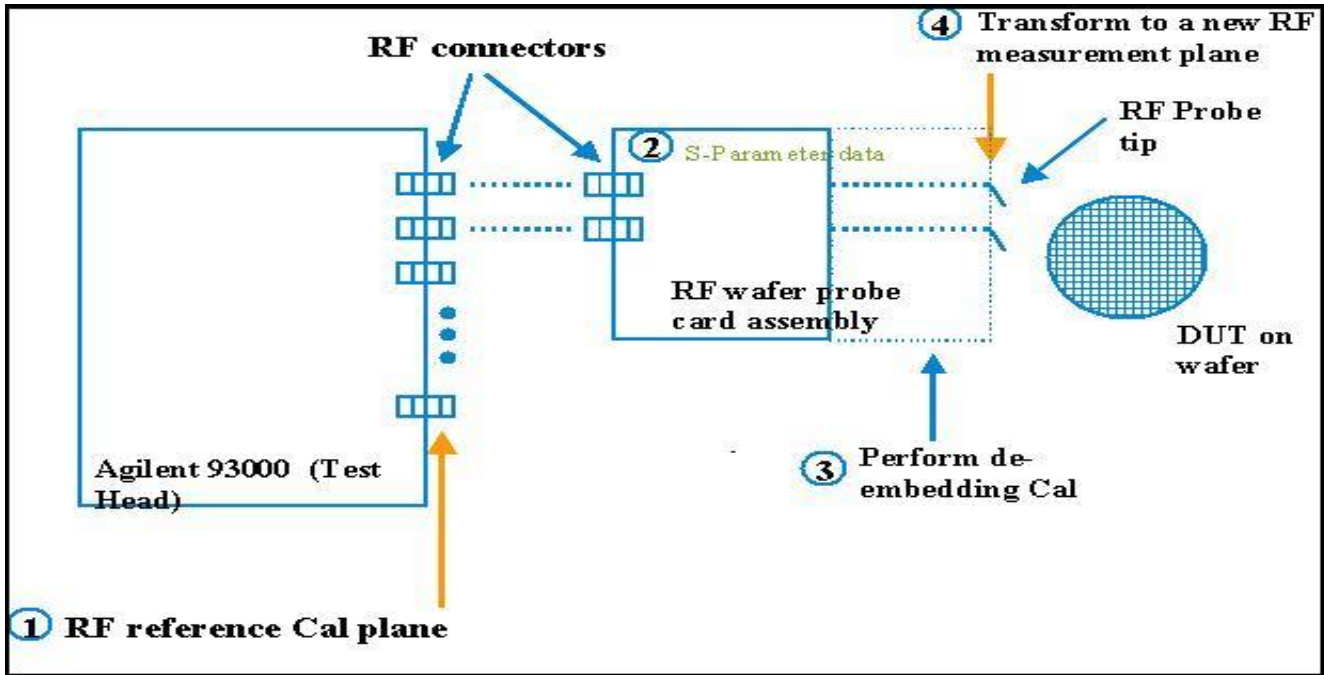 4 Transform to a new RF
measurement plane
RF connectors
RF Probe
tip
2 S-Parameter data
RF wafer probe
card assembly
DUT on
wafer
Agilent 93000 (Test
Head)
3 Perform de-
embedding Cal
1 RF reference Cal plane